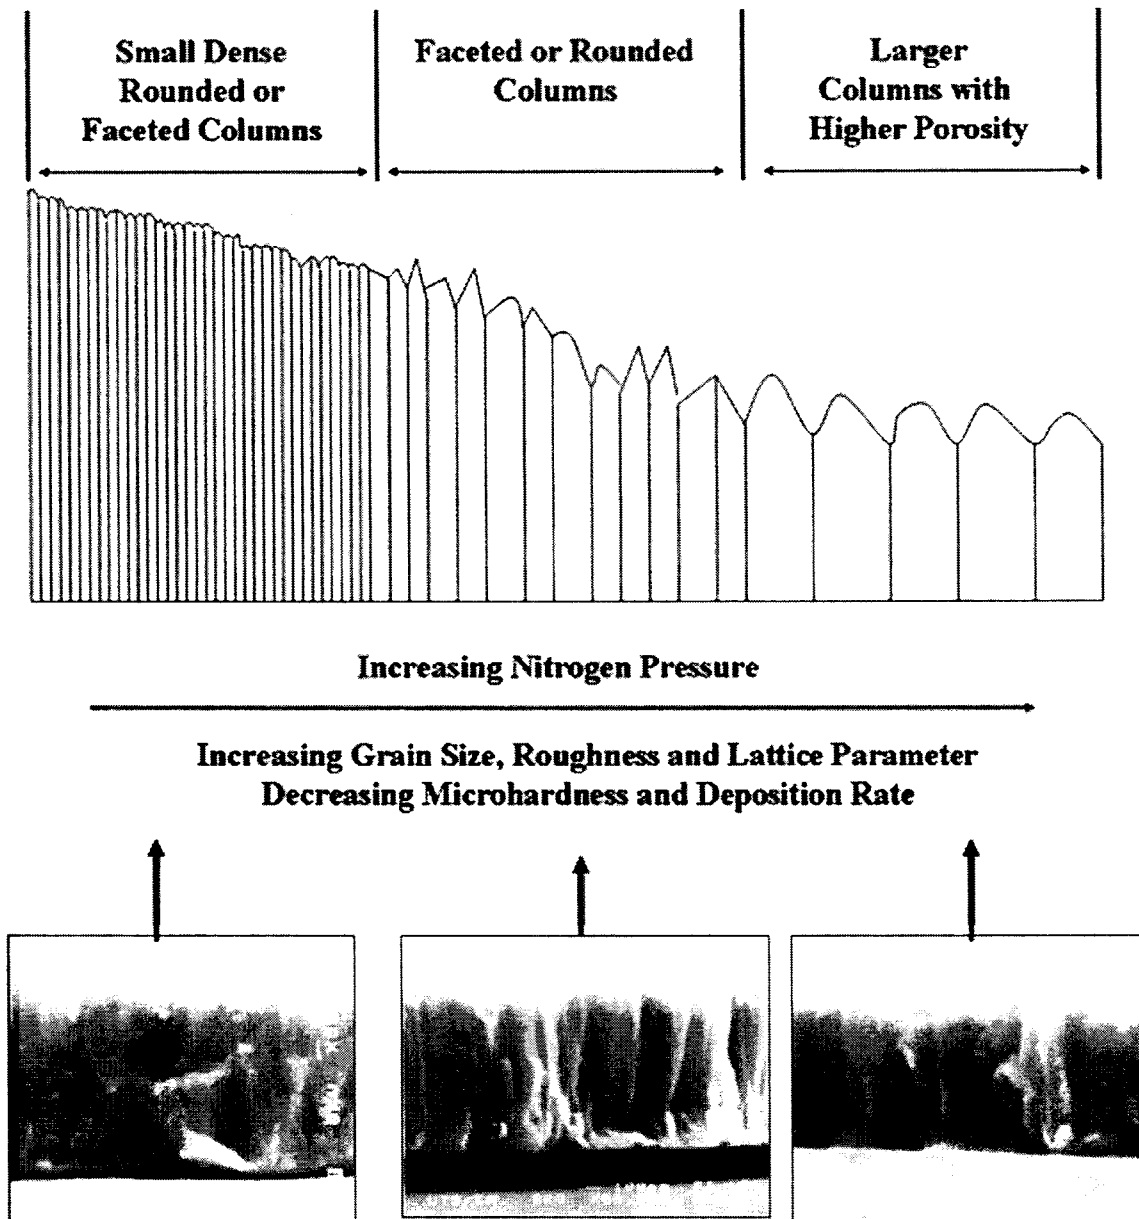 Small Dense
Rounded or
Faceted Columns
Faceted or Rounded
Columns
Larger
Columns with
Higher Porosity
Increasing Nitrogen Pressure
Increasing Grain Size, Roughness and Lattice Parameter
Decreasing Microhardness and Deposition Rate